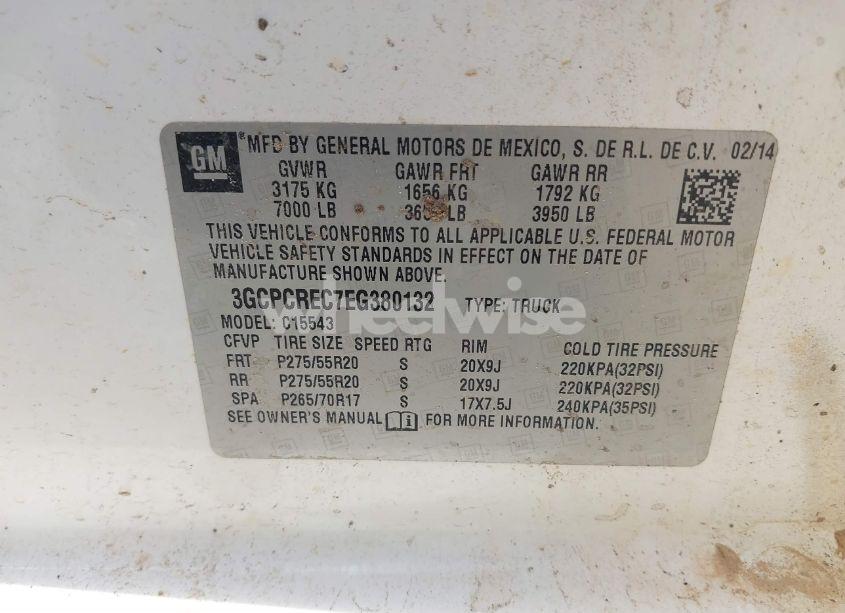 GM
® MFD BY GENERAL MOTORS DE MEXICO, S. DE R.L. DE C.V. 02/14
GVWR GAWR FRT GAWR RR
3175 KG 1656 KG 1792 KG
7000 LB LB 3950 LB
THIS VEHICLE CONFORMS TO ALL APPLICABLE U.S. FEDERAL MOTOR
VEHICLE SAFETY STANDARDS IN EFFECT ON THE DATE OF
MANUFACTURE SHOWN ABOVE.
3GCPCREC7EG380132 TYPE: TRUCK
wheelwise
MODEL: C15543
CFVP TIRE SIZE SPEED RTG RIM COLD TIRE PRESSURE
FRT P275/55R20 S 20X9J 220KPA(32PSI)
RR P275/55R20 S 20X9J 220KPA(32PSI)
SPA P265/70R17 S 17X7.5J 240KPA(35PSI)
SEE OWNER'S MANUAL i FOR MORE INFORMATION.